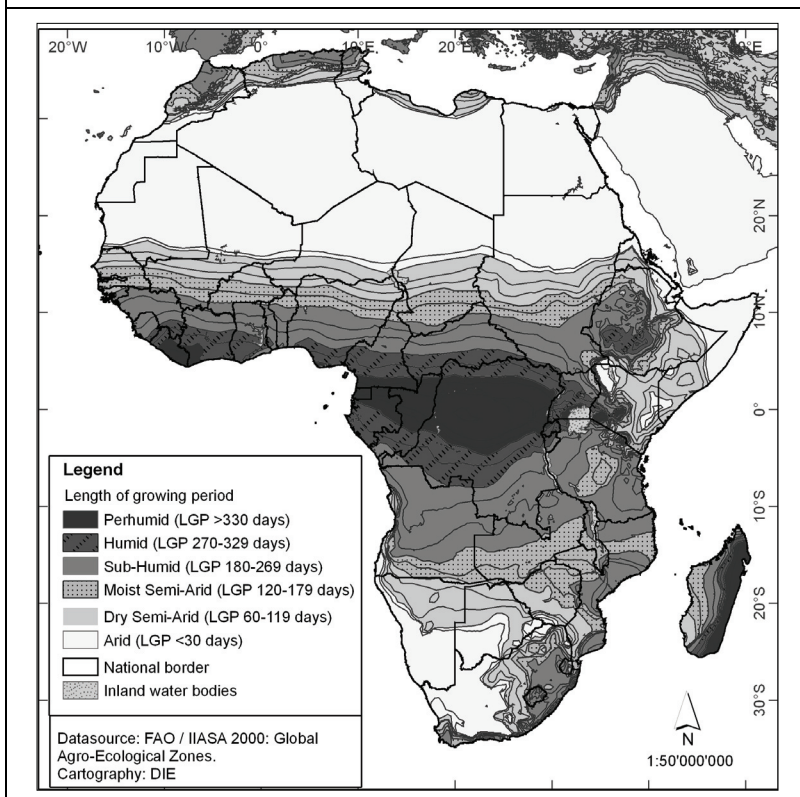 20°W 10°W 0° 10°E 20°E 30°E
30°N
20°N
10°N
0°
10°S
20°S
30°S
Legend
Length of growing period
Perhumid (LGP >330 days)
Humid (LGP 270-329 days)
Sub-Humid (LGP 180-269 days)
Moist Semi-Arid (LGP 120-179 days)
Dry Semi-Arid (LGP 60-119 days)
Arid (LGP <30 days)
National border
Inland water bodies
Datasource: FAO / IIASA 2000: Global
Agro-Ecological Zones.
Cartography: DIE
N
1:50'000'000